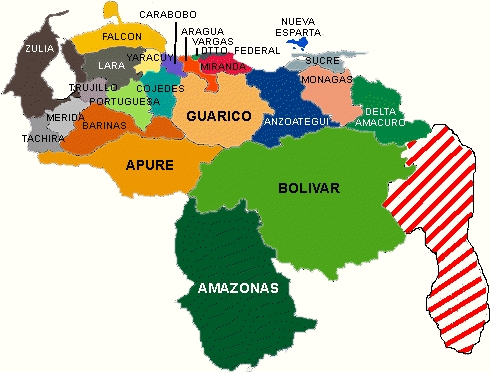 CARABOBO
NUEVA
ESPARTA
ARAGUA
VARGAS
ZULIA
FALCON
D̶I̶S̶T̶T̶O̶ FEDERAL
YARACUY
SUCRE
LARA
MIRANDA
MONAGAS
TRUJILLO
COJEDES
PORTUGUESA
DELTA
AMACURO
MERIDA
GUARICO
ANZOATEGUI
BARINAS
TACHIRA
APURE
BOLIVAR
AMAZONAS